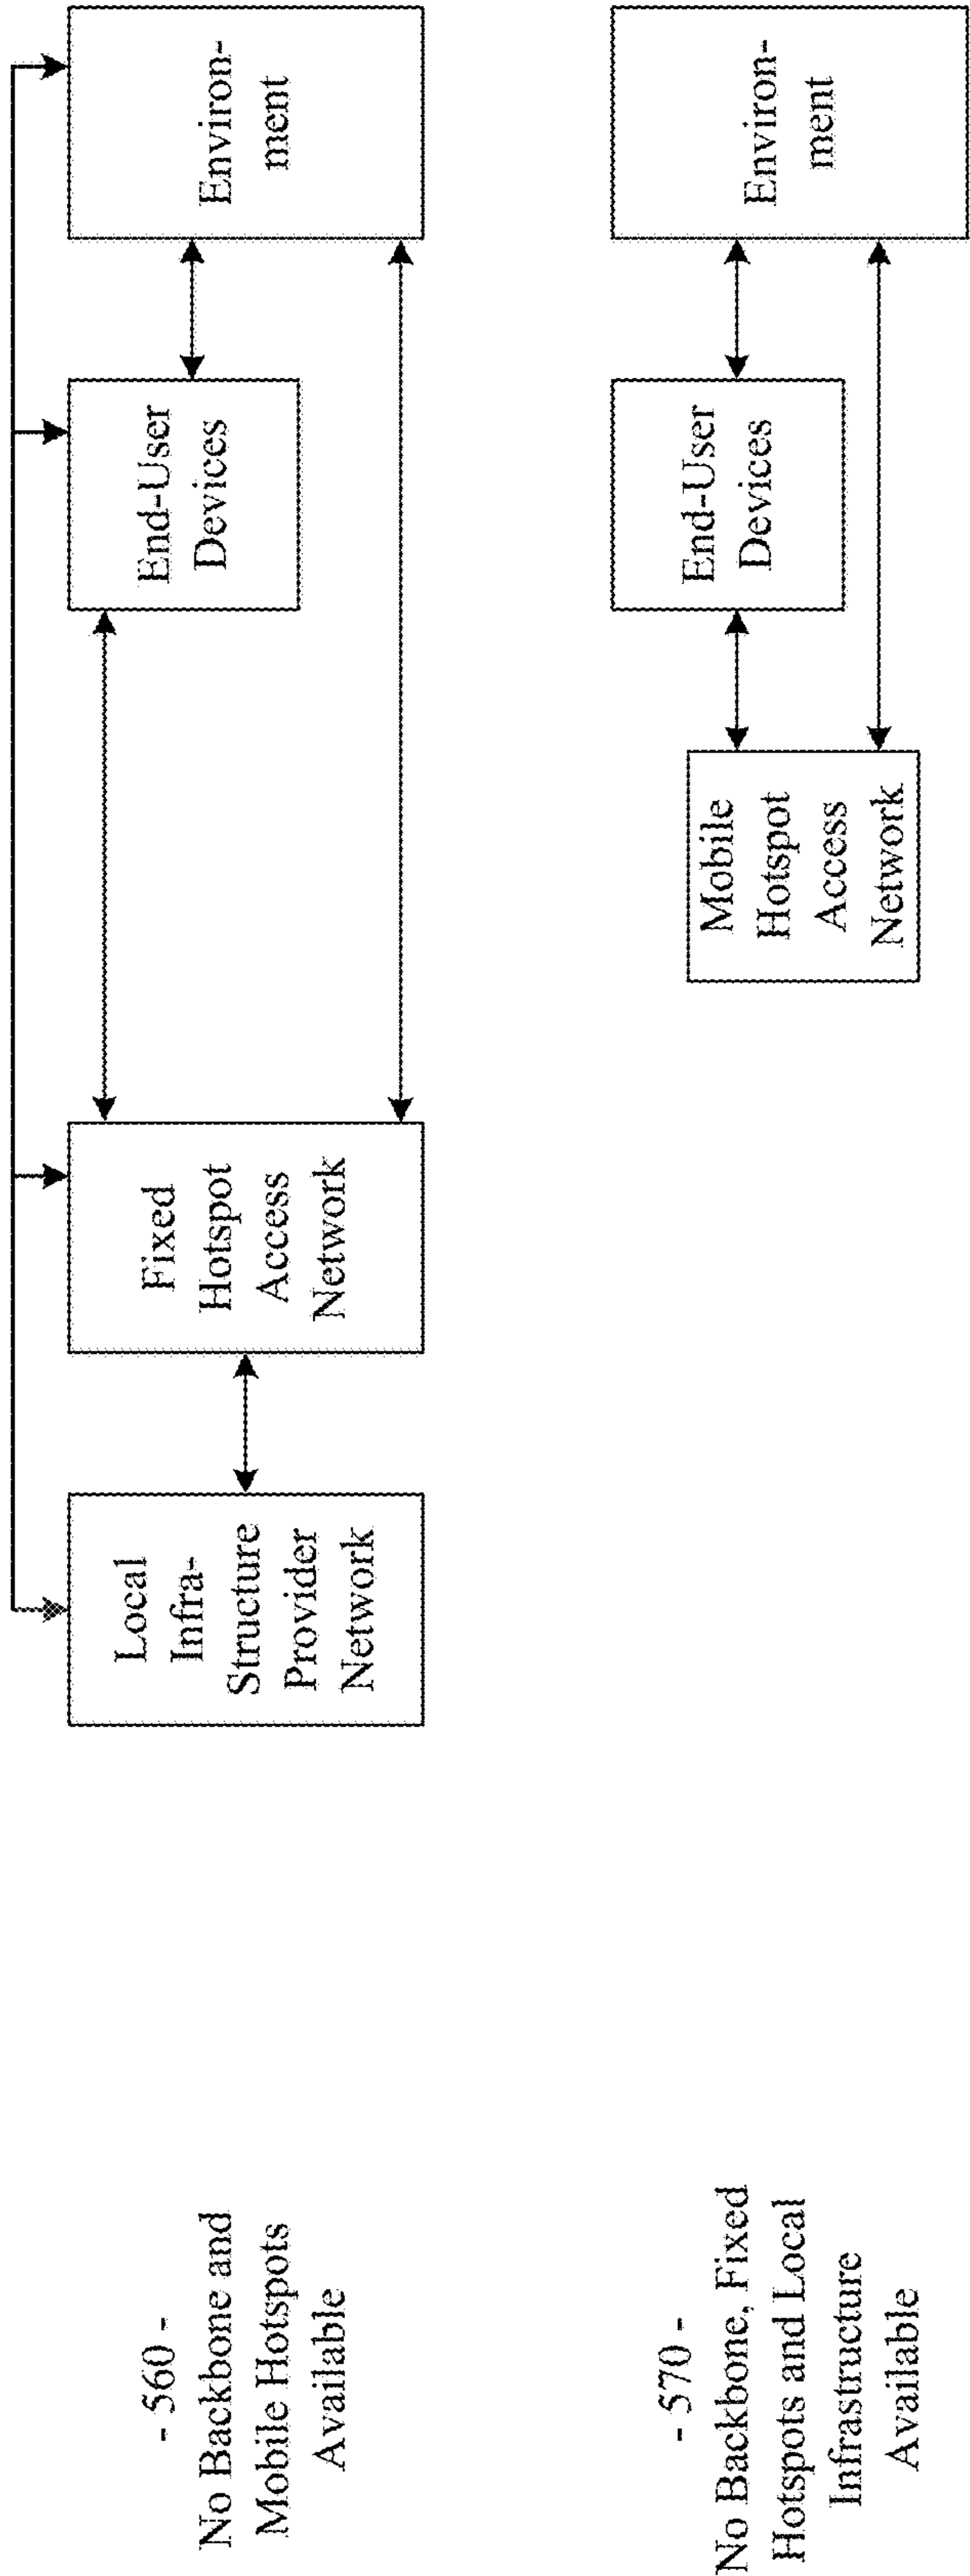 - 560 -
No Backbone and
Mobile Hotspots
Available
Local
Infra-
Structure
Provider
Network
Fixed
Hotspot
Access
Network
End-User
Devices
Environ-
ment
- 570 -
No Backbone, Fixed
Hotspots and Local
Infrastructure
Available
Mobile
Hotspot
Access
Network
End-User
Devices
Environ-
ment